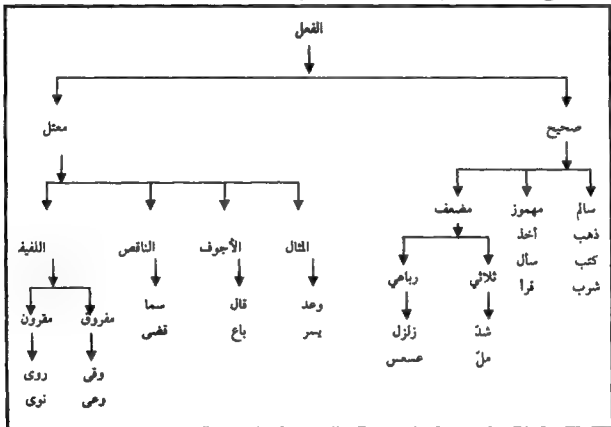 الفعل
صحيح
معتل
سالم
ذهب
كتب
شرب
مهموز
أخذ
سأل
قرأ
مضعف
ثلاثي
شدّ
ملّ
رباعي
زلزل
عسعس
المثال
وعد
يسر
الأجوف
قال
باع
الناقص
سما
قضى
اللفيف
مفروق
وقى
وعى
مقرون
روى
نوى